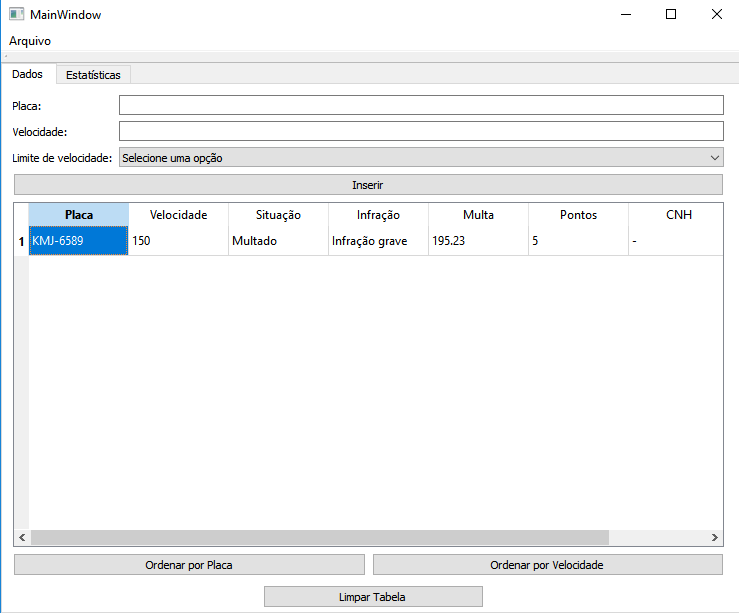 MainWindow
Arquivo
Dados Estatísticas
Placa:
Velocidade:
Limite de velocidade: Selecione uma opção
Inserir
Placa Velocidade Situação Infração Multa Pontos CNH
1 KMJ-6589 150 Multado Infração grave 195.23 5 -
Ordenar por Placa Ordenar por Velocidade
Limpar Tabela